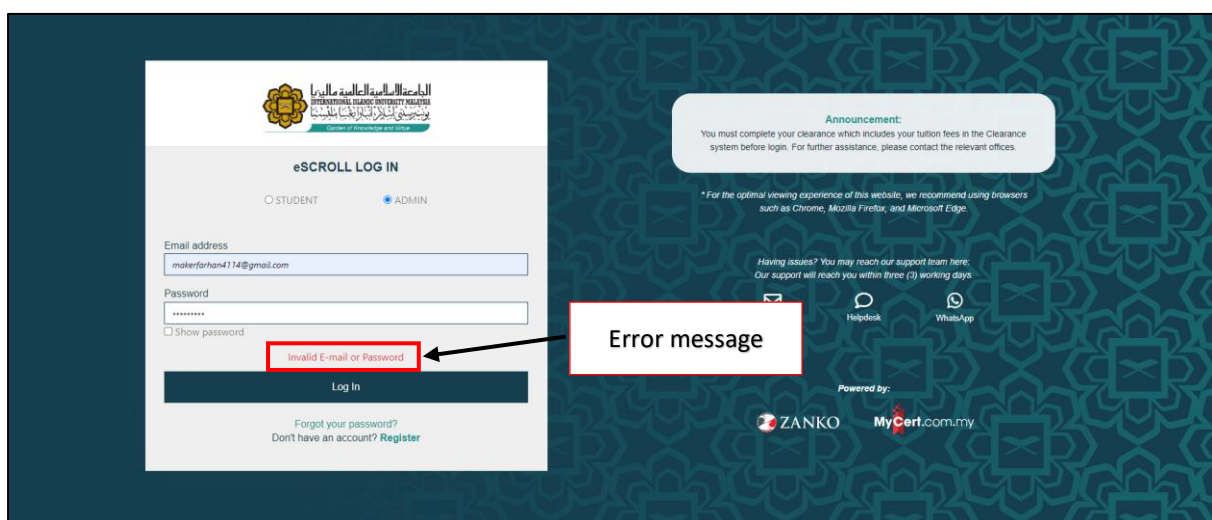 الجامعة الإسلامية العالمية ماليزيا
INTERNATIONAL ISLAMIC UNIVERSITY MALAYSIA
Garden of Knowledge and Virtue
eSCROLL LOG IN
STUDENT
ADMIN
Email address
makerfarhan4114@gmail.com
Password
Show password
Invalid E-mail or Password
Log In
Forgot your password?
Don't have an account? Register
Announcement:
You must complete your clearance which includes your tuition fees in the Clearance
system before login. For further assistance, please contact the relevant offices.
* For the optimal viewing experience of this website, we recommend using browsers
such as Chrome, Mozilla Firefox, and Microsoft Edge.
Having issues? You may reach our support team here:
Our support will reach you within three (3) working days.
Helpdesk
WhatsApp
Error message
Powered by:
ZANKO
MyCert.com.my